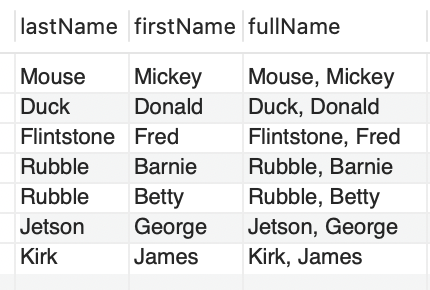 lastName firstName fullName
Mouse Mickey Mouse, Mickey
Duck Donald Duck, Donald
Flintstone Fred Flintstone, Fred
Rubble Barnie Rubble, Barnie
Rubble Betty Rubble, Betty
Jetson George Jetson, George
Kirk James Kirk, James